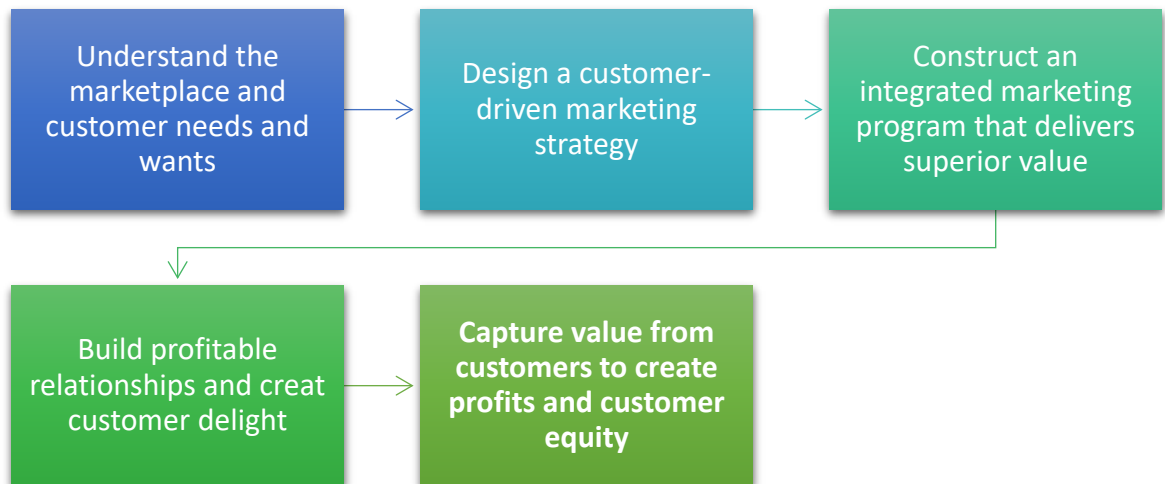 Understand the
marketplace and
customer needs and
wants
Design a customer-
driven marketing
strategy
Construct an
integrated marketing
program that delivers
superior value
Build profitable
relationships and creat
customer delight
Capture value from
customers to create
profits and customer
equity